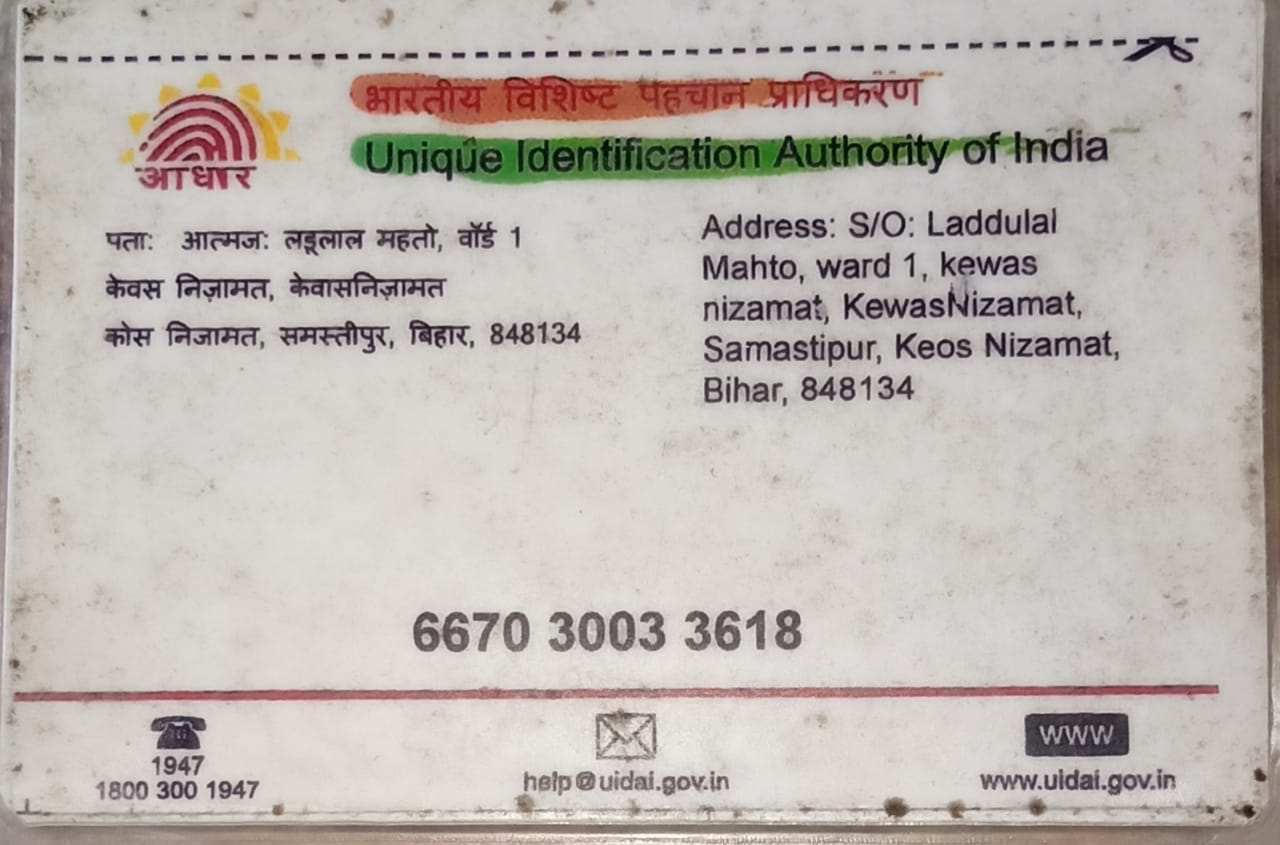 भारतीय विशिष्ट पहचान प्राधिकरण
Unique Identification Authority of India
आधार
पता: आत्मज: लड्डूलाल महतो, वॉर्ड 1
केवस निज़ामत, केवासनिज़ामत
कोस निजामत, समस्तीपुर, बिहार, 848134
Address: S/O: Laddulal
Mahto, ward 1, kewas
nizamat, KewasNizamat,
Samastipur, Keos Nizamat,
Bihar, 848134
6670 3003 3618
1947
1800 300 1947
help@uidai.gov.in
WWW
www.uidai.gov.in